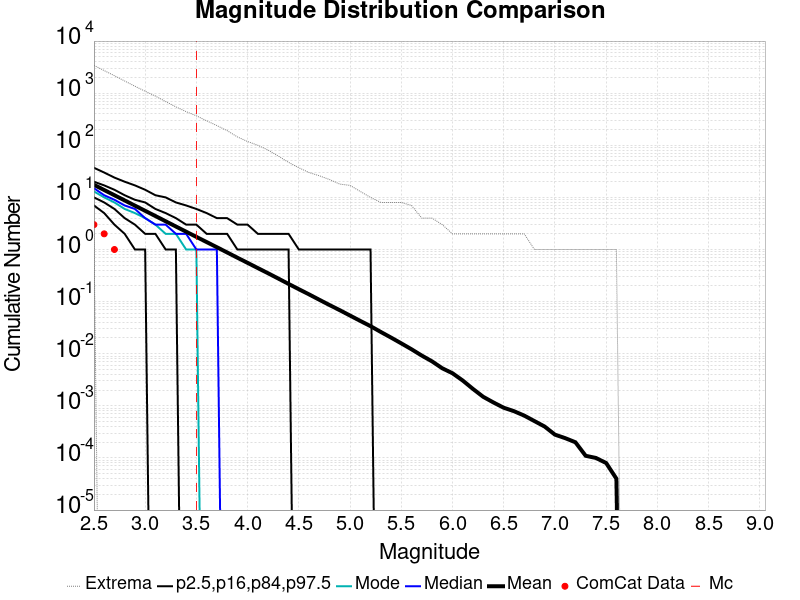 Magnitude Distribution Comparison
10 4
10 3
10 2
10 1
10 0
10 -1
10 -2
10 -3
10 -4
10 -5
Cumulative Number
2.5 3.0 3.5 4.0 4.5 5.0 5.5 6.0 6.5 7.0 7.5 8.0 8.5 9.0
Magnitude
Extrema p2.5,p16,p84,p97.5 Mode Median Mean ComCat Data Mc